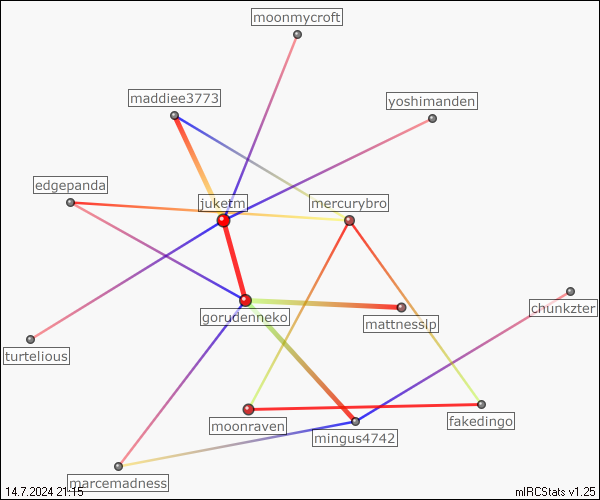 moonmycroft
maddiee3773
yoshimanden
edgepanda
juketm
mercurybro
chunkzter
gorudenneko
mattnesslp
turtelious
fakedingo
moonraven
mingus4742
marcemadness
14.7.2024 21:15
mIRCStats v1.25